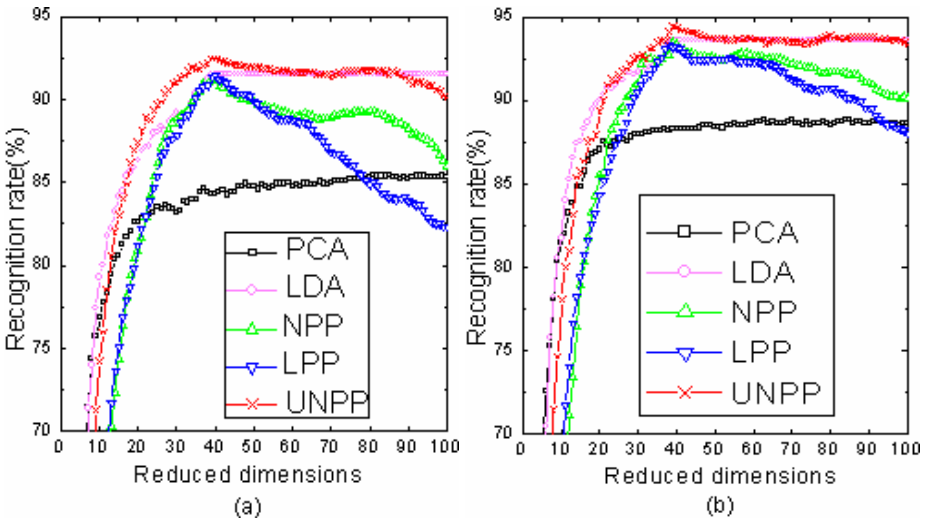 95
90
85
80
75
70
Recognition rate(%)
PCA
LDA
NPP
LPP
UNPP
0 10 20 30 40 50 60 70 80 90 100
Reduced dimensions
(a)
95
90
85
80
75
70
Recognition rate(%)
PCA
LDA
NPP
LPP
UNPP
0 10 20 30 40 50 60 70 80 90 100
Reduced dimensions
(b)